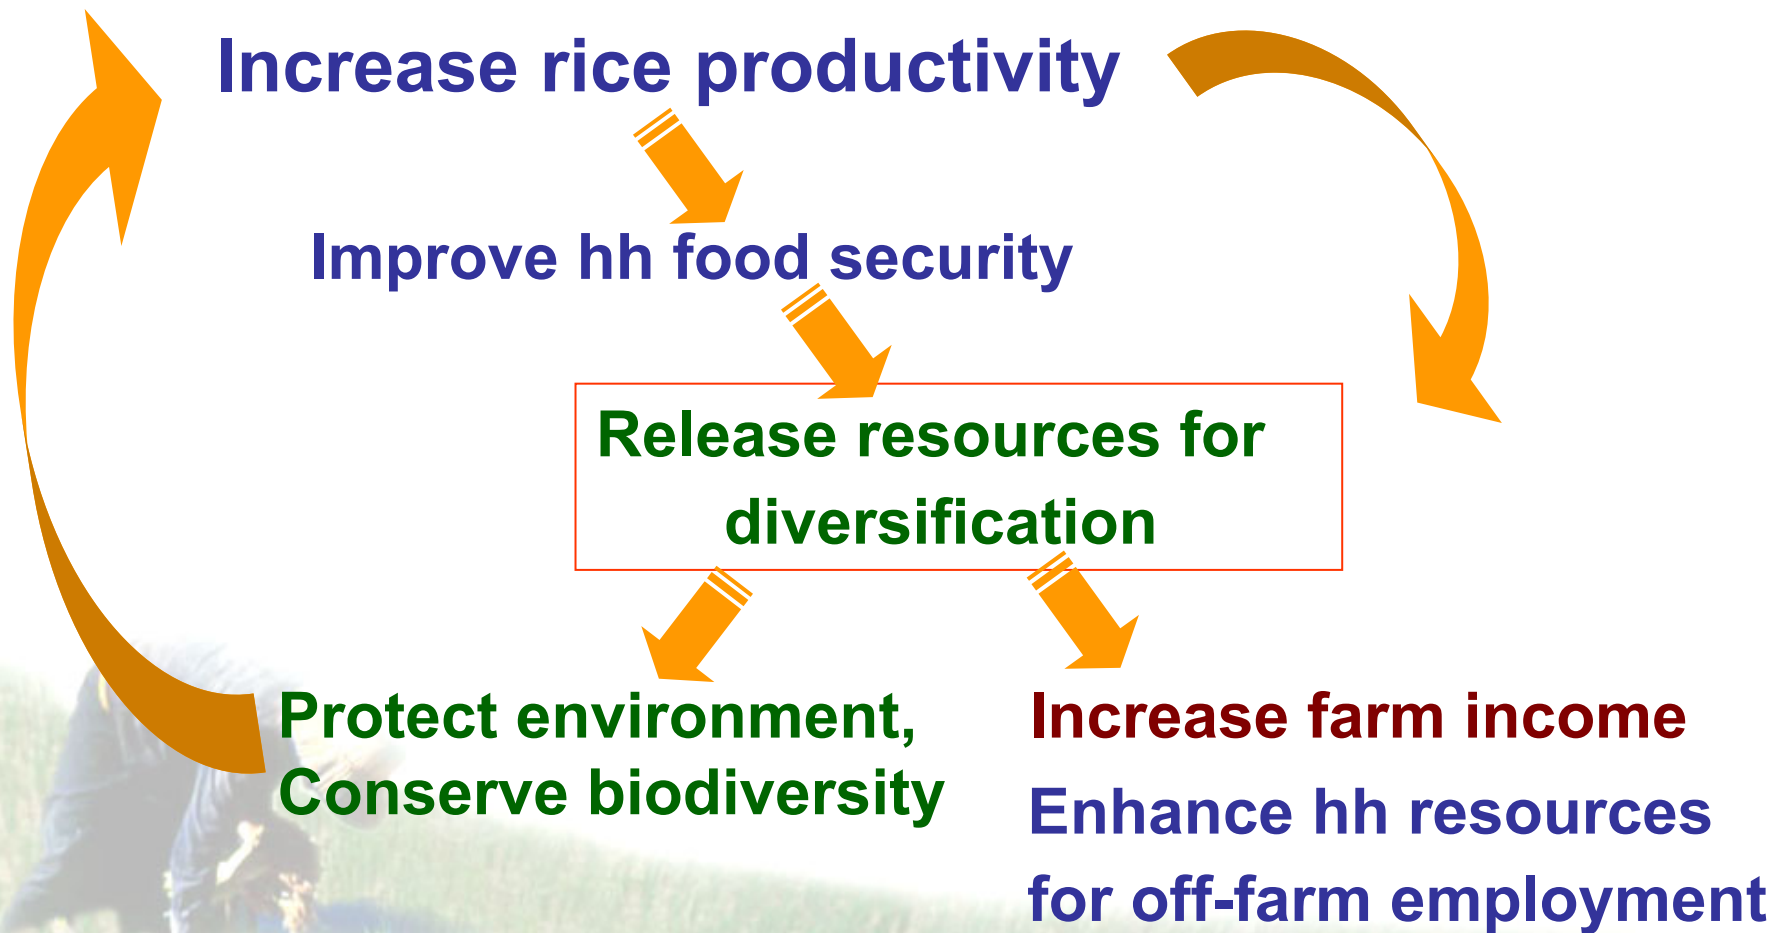 Increase rice productivity
Improve hh food security
Release resources for
diversification
Protect environment,
Conserve biodiversity
Increase farm income
Enhance hh resources
for off-farm employment